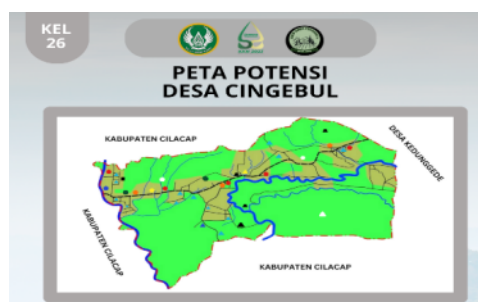 KEL
26
PETA POTENSI
DESA CINGEBUL
KABUPATEN CILACAP
DESA KEDUNGGEDE
KABUPATEN CILACAP
KABUPATEN CILACAP